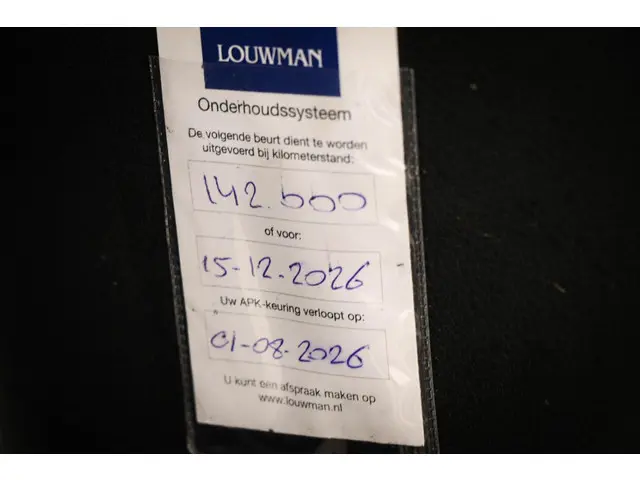 LOUWMAN
Onderhoudssysteem
De volgende beurt dient te worden
uitgevoerd bij kilometerstand:
142.000
of voor:
15-12-2026
Uw APK-keuring verloopt op:
01-08-2026
U kunt een afspraak maken op
www.louwman.nl